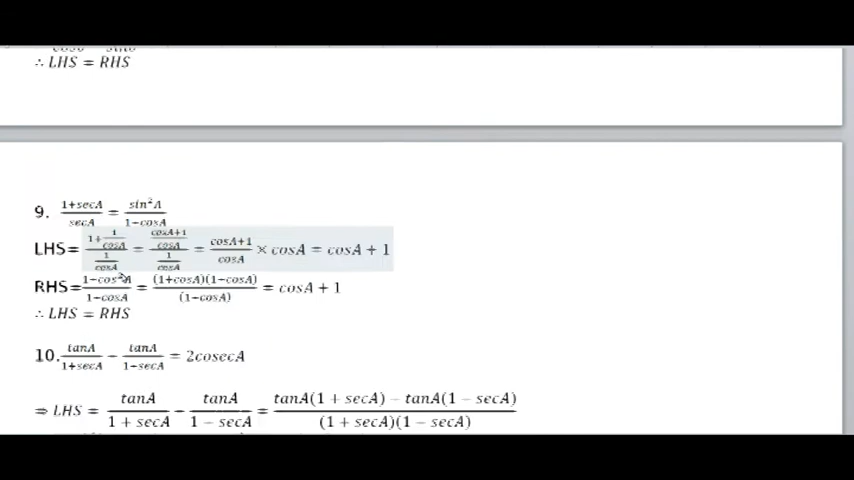 ∴ LHS = RHS
9. (1+secA)/(secA) = (sin²A)/(1−cosA)
LHS= (1+1/cosA)/(1/cosA) = ((cosA+1)/cosA)/(1/cosA) = (cosA+1)/cosA × cosA = cosA + 1
RHS= (1−cos²A)/(1−cosA) = ((1+cosA)(1−cosA))/((1−cosA)) = cosA + 1
∴ LHS = RHS
10. tanA/(1+secA) − tanA/(1−secA) = 2cosecA
⇒ LHS = tanA/(1 + secA) − tanA/(1 − secA) = (tanA(1 + secA) − tanA(1 − secA))/((1 + secA)(1 − secA))